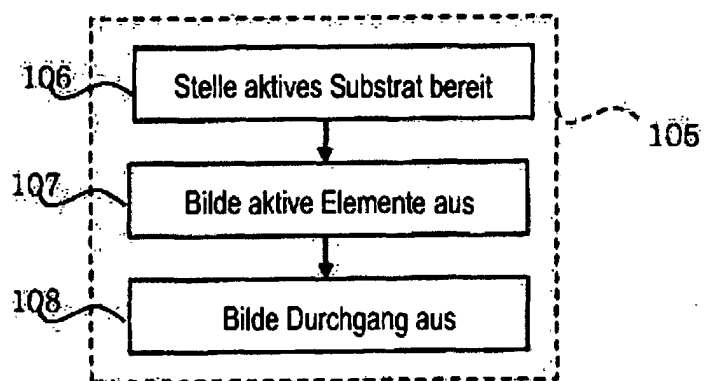 106
Stelle aktives Substrat bereit
105
107
Bilde aktive Elemente aus
108
Bilde Durchgang aus